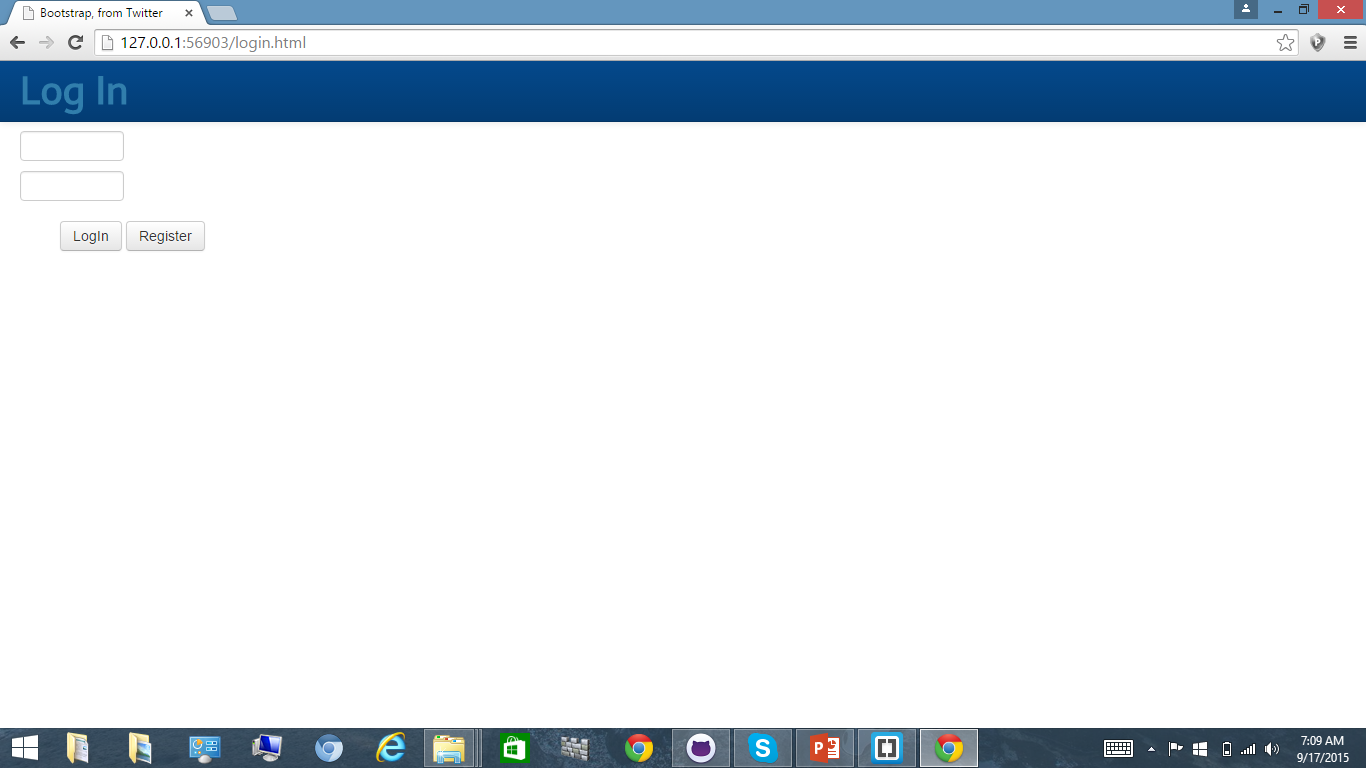 Bootstrap, from Twitter
127.0.0.1:56903/login.html
Log In
LogIn Register
7:09 AM
9/17/2015